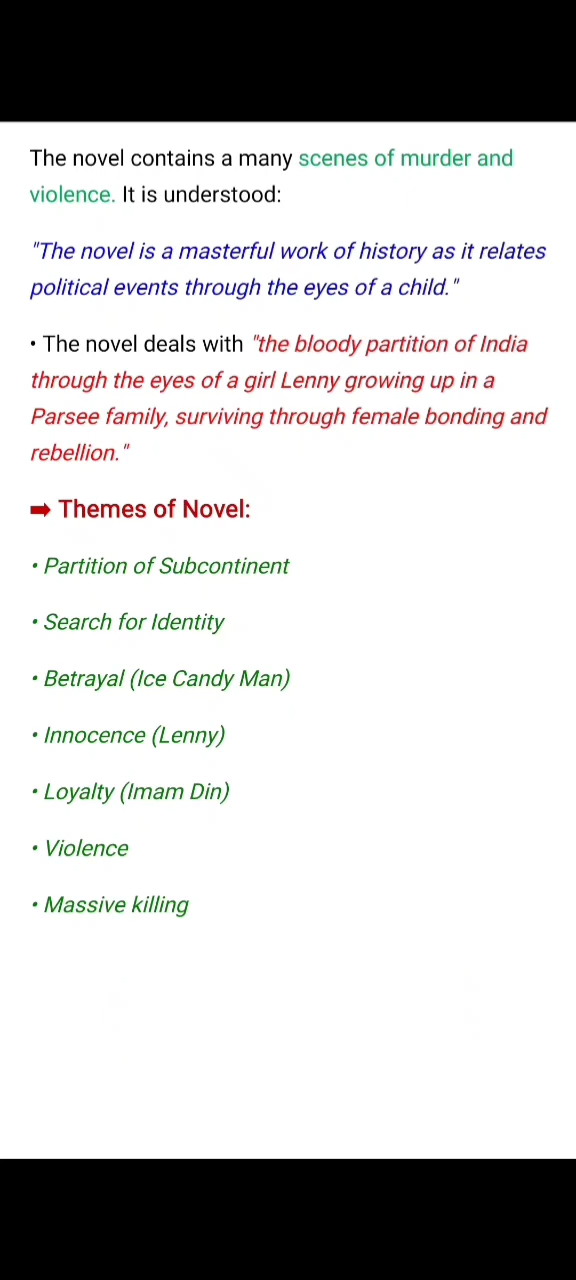 The novel contains a many scenes of murder and
violence. It is understood:
"The novel is a masterful work of history as it relates
political events through the eyes of a child."
• The novel deals with "the bloody partition of India
through the eyes of a girl Lenny growing up in a
Parsee family, surviving through female bonding and
rebellion."
➡ Themes of Novel:
• Partition of Subcontinent
• Search for Identity
• Betrayal (Ice Candy Man)
• Innocence (Lenny)
• Loyalty (Imam Din)
• Violence
• Massive killing